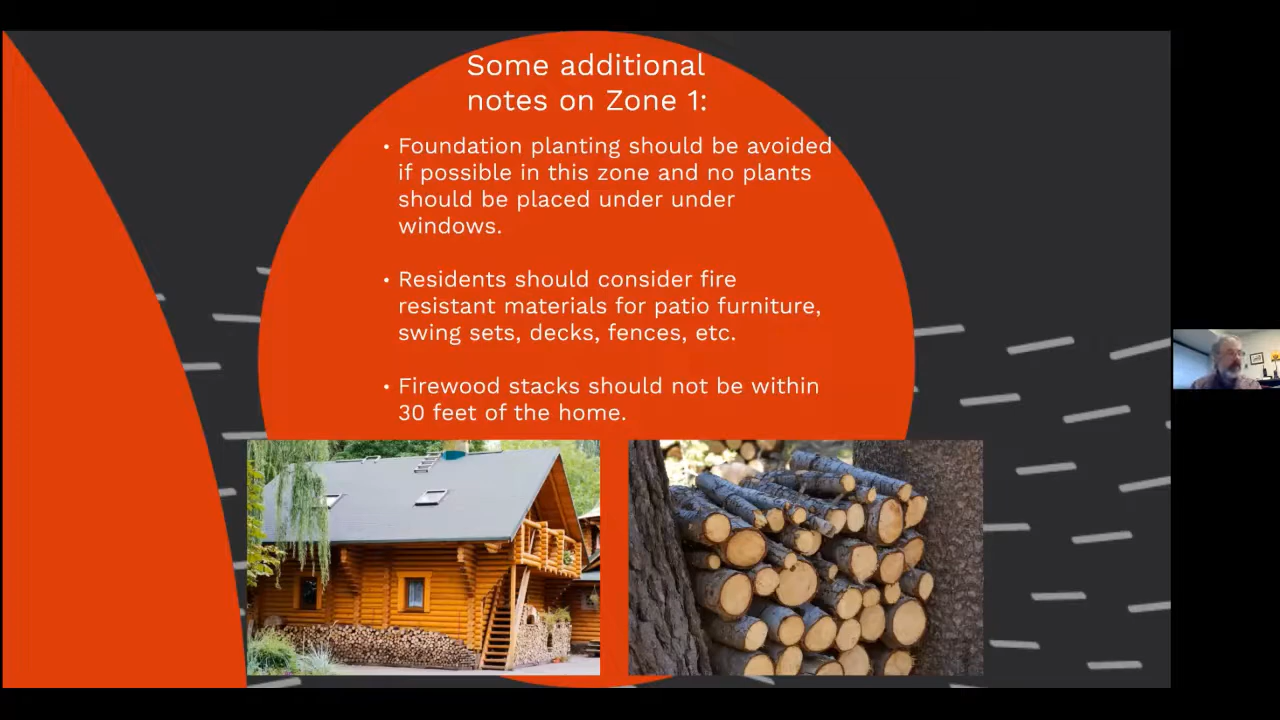 Some additional
notes on Zone 1:
• Foundation planting should be avoided
if possible in this zone and no plants
should be placed under under
windows.
• Residents should consider fire
resistant materials for patio furniture,
swing sets, decks, fences, etc.
• Firewood stacks should not be within
30 feet of the home.